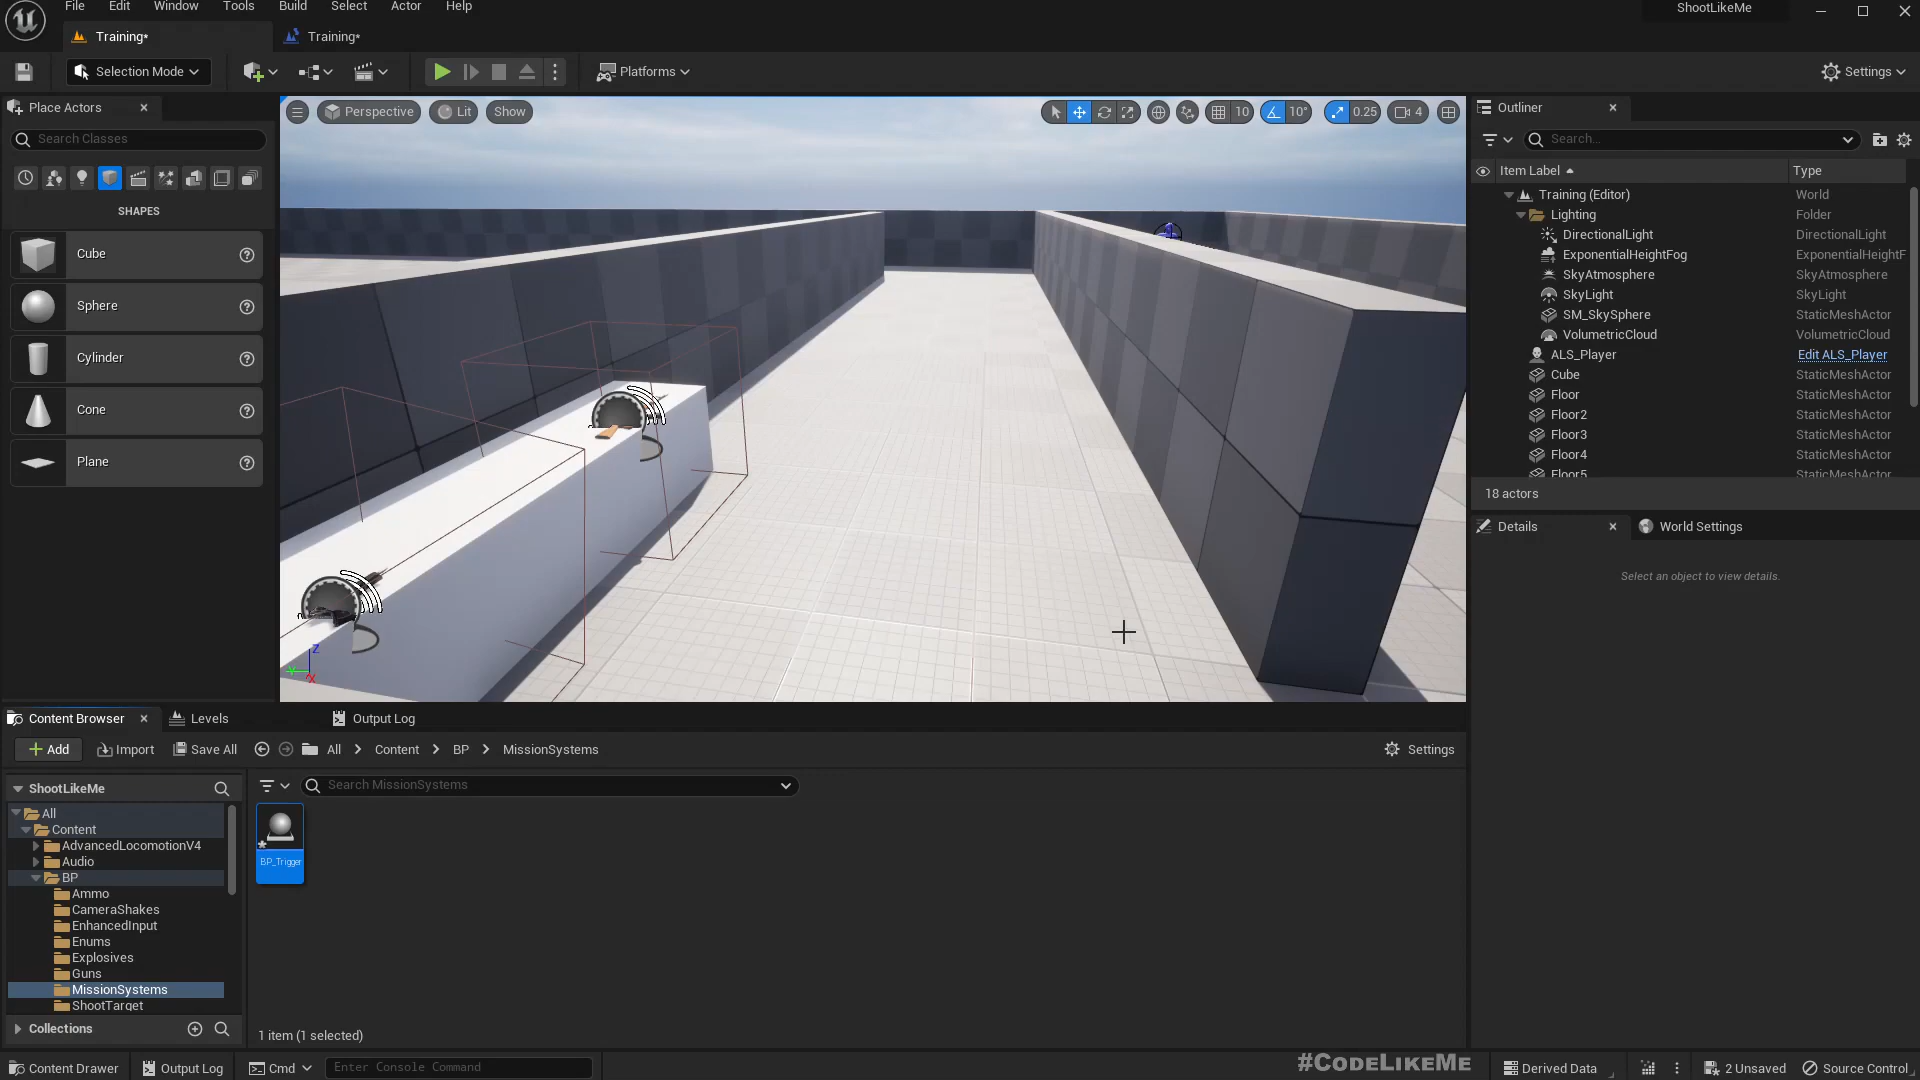 File Edit Window Tools Build Select Actor Help
ShootLikeMe
Training*
Training*
Selection Mode
Platforms
Settings
Place Actors
Search Classes
SHAPES
Cube
Sphere
Cylinder
Cone
Plane
Perspective Lit Show
10 10° 0.25 4
Z
X
Outliner
Search...
Item Label Type
Training (Editor) World
Lighting Folder
DirectionalLight DirectionalLight
ExponentialHeightFog ExponentialHeightF
SkyAtmosphere SkyAtmosphere
SkyLight SkyLight
SM_SkySphere StaticMeshActor
VolumetricCloud VolumetricCloud
ALS_Player Edit ALS_Player
Cube StaticMeshActor
Floor StaticMeshActor
Floor2 StaticMeshActor
Floor3 StaticMeshActor
Floor4 StaticMeshActor
Floor5 StaticMeshActor
18 actors
Details World Settings
Select an object to view details.
Content Browser Levels Output Log
Add Import Save All All Content BP MissionSystems Settings
ShootLikeMe
Search MissionSystems
All
Content
AdvancedLocomotionV4
Audio
BP
Ammo
CameraShakes
EnhancedInput
Enums
Explosives
Guns
MissionSystems
ShootTarget
BP_Trigger
Collections
1 item (1 selected)
Content Drawer Output Log Cmd Enter Console Command
#CODELIKEME
Derived Data 2 Unsaved Source Control